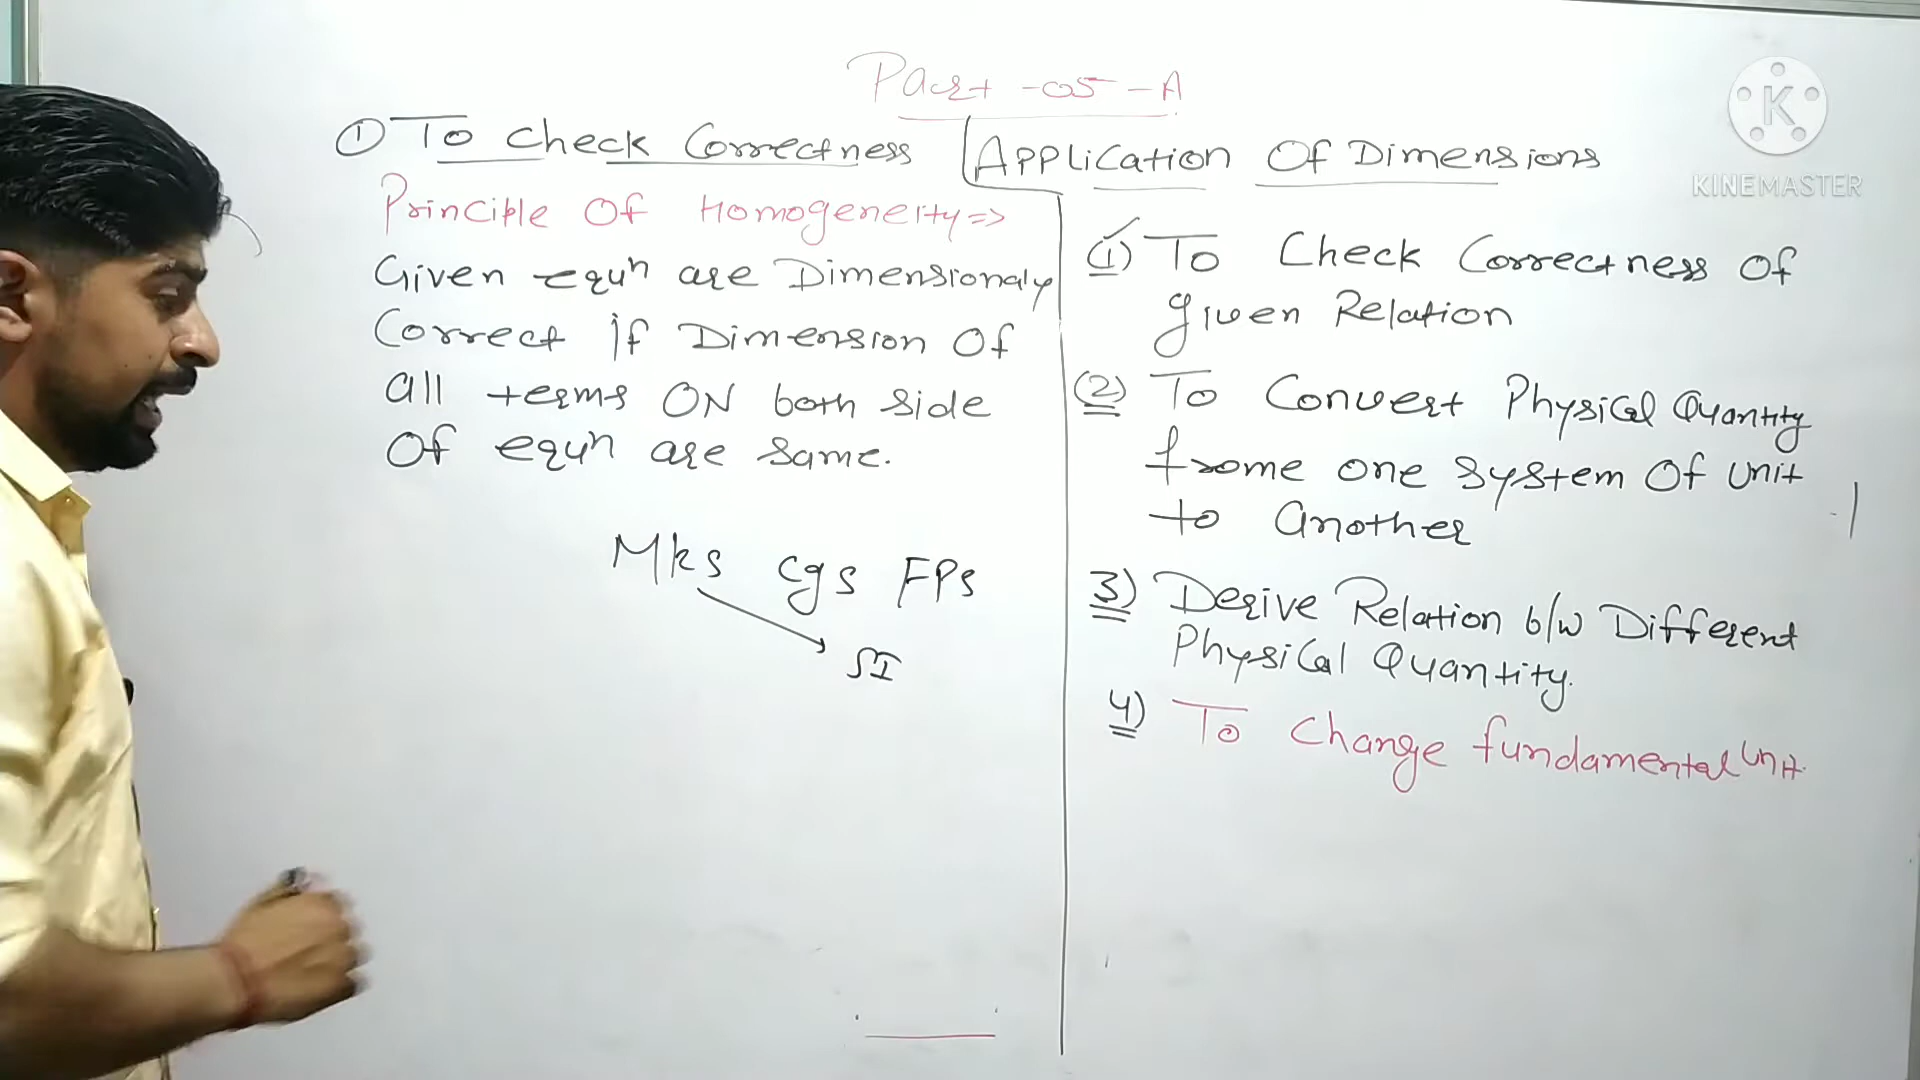 Part -05 -A
① To Check Correctness
Principle Of Homogeneity=>
Given equⁿ are Dimensionaly
Correct if Dimension Of
all terms ON both side
Of equⁿ are same.
Mks cgs FPS
SI
Application Of Dimensions
(1) To Check Correctness Of
given Relation
(2) To Convert Physical Quantity
frome one System Of Unit
to another
3) Derive Relation b/w Different
Physical Quantity.
4) To Change fundamental Unit.
K
KINEMASTER